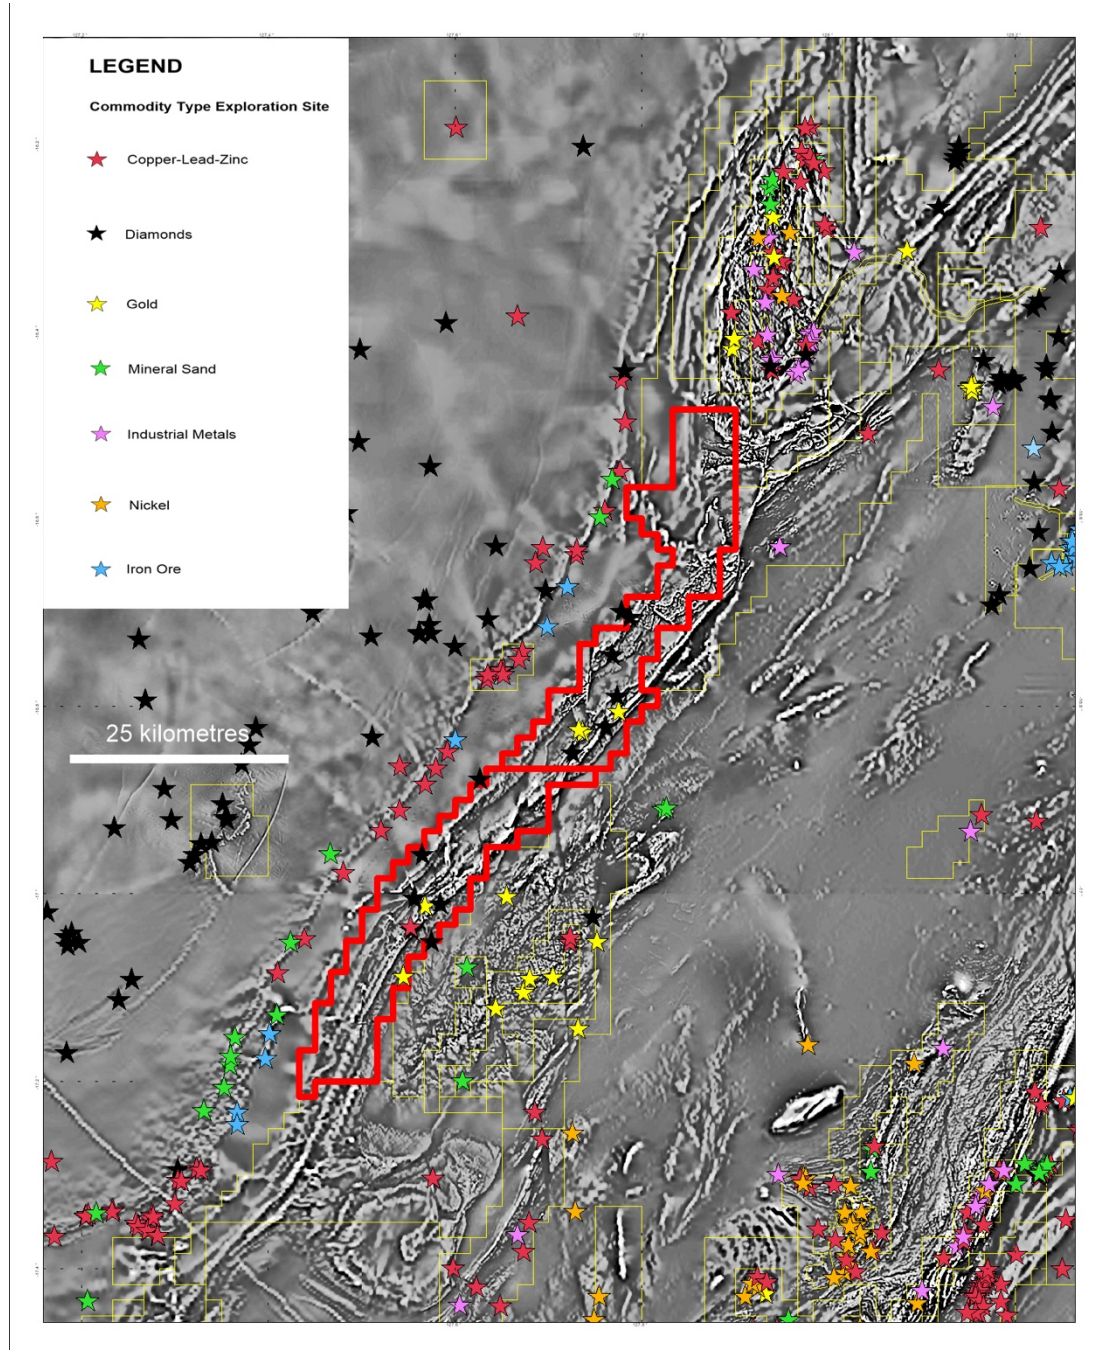 LEGEND
Commodity Type Exploration Site
Copper-Lead-Zinc
Diamonds
Gold
Mineral Sand
Industrial Metals
Nickel
Iron Ore
25 kilometres